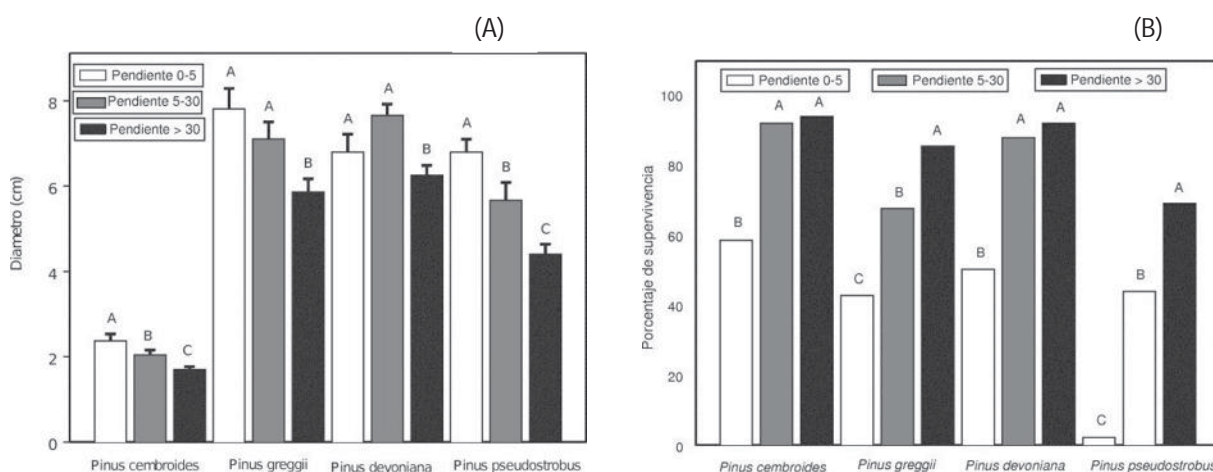 (A)
Pendiente 0-5
Pendiente 5-30
Pendiente > 30
Diametro (cm)
8
6
4
2
0
A
B
C
A
A
B
A
A
B
A
B
C
Pinus cembroides
Pinus greggii
Pinus devoniana
Pinus pseudostrobus
(B)
Pendiente 0-5
Pendiente 5-30
Pendiente > 30
Porcentaje de supervivencia
100
80
60
40
20
0
B
A
A
C
B
A
B
A
A
C
B
A
Pinus cembroides
Pinus greggii
Pinus devoniana
Pinus pseudostrobus